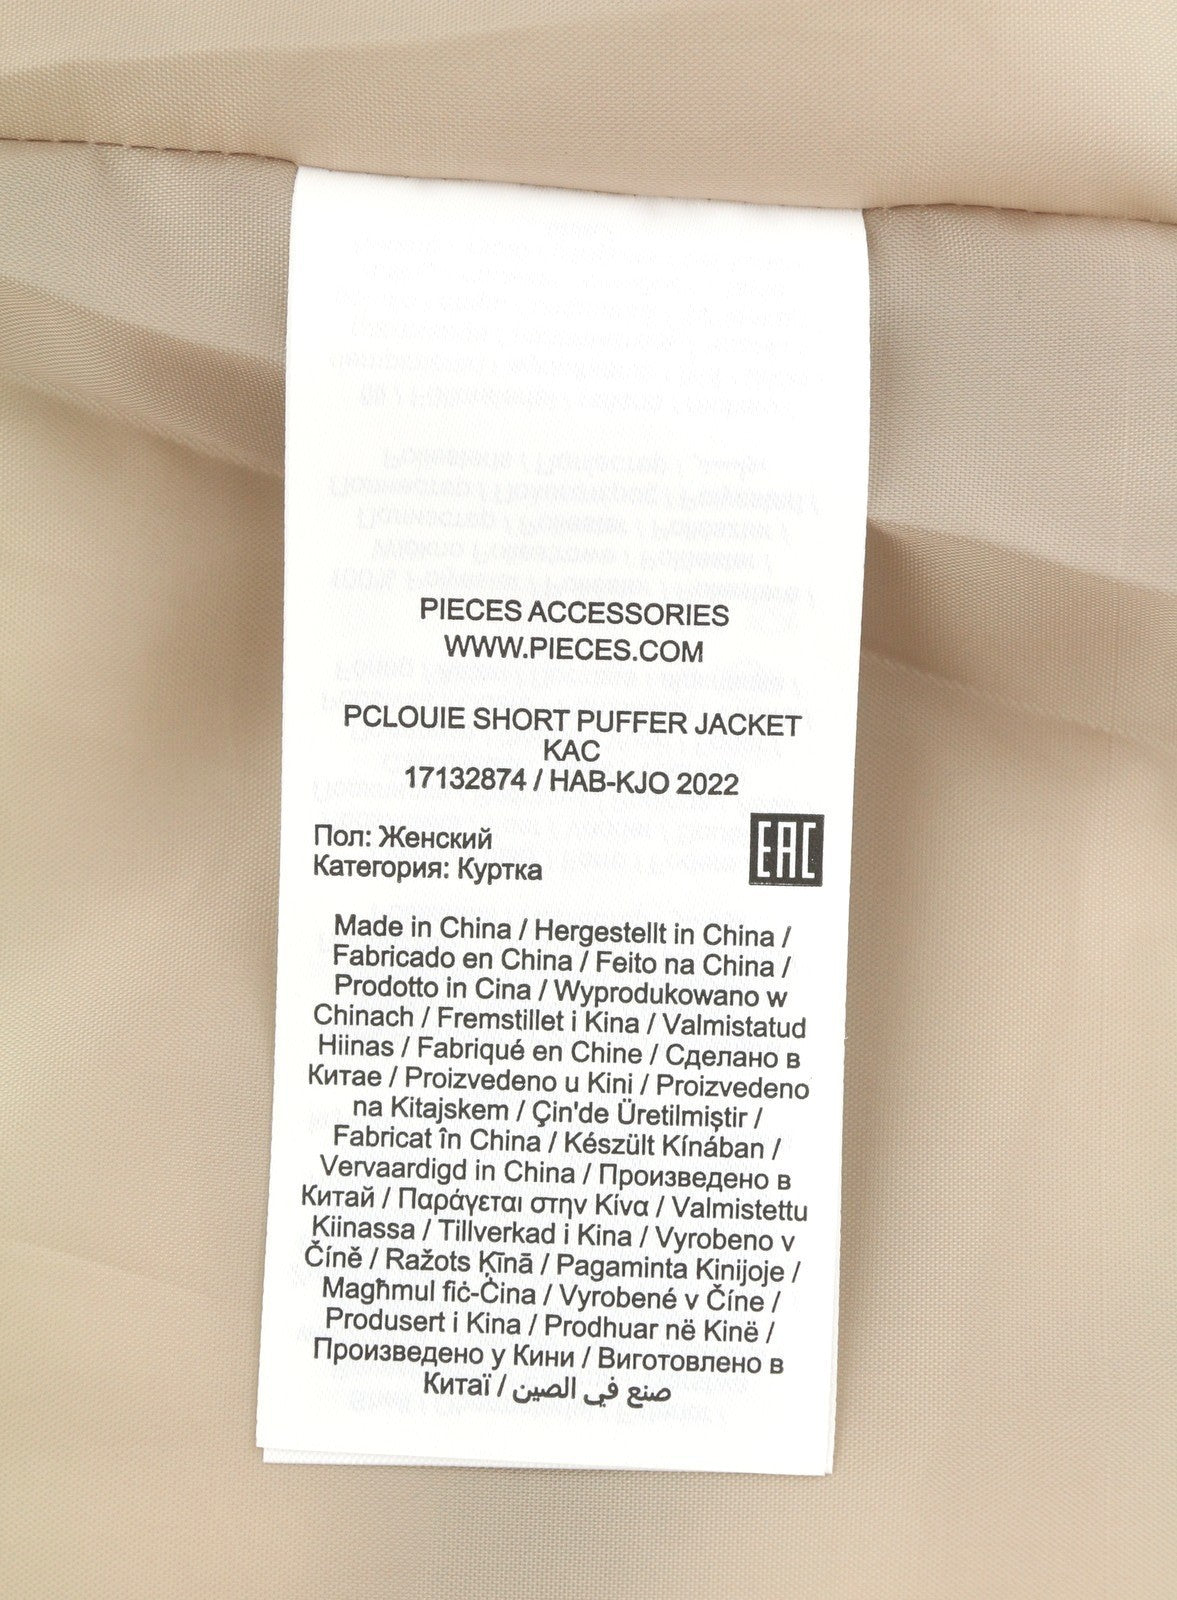 PIECES ACCESSORIES
WWW.PIECES.COM
PCLOUIE SHORT PUFFER JACKET
KAC
17132874 / HAB-KJO 2022
Пол: Женский
Категория: Куртка
EAC
Made in China / Hergestellt in China /
Fabricado en China / Feito na China /
Prodotto in Cina / Wyprodukowano w
Chinach / Fremstillet i Kina / Valmistatud
Hiinas / Fabriqué en Chine / Сделано в
Китае / Proizvedeno u Kini / Proizvedeno
na Kitajskem / Çin'de Üretilmiştir /
Fabricat în China / Készült Kínában /
Vervaardigd in China / Произведено в
Китай / Παράγεται στην Κίνα / Valmistettu
Kiinassa / Tillverkad i Kina / Vyrobeno v
Číně / Ražots Ķīnā / Pagaminta Kinijoje /
Magħmul fiċ-Ċina / Vyrobené v Číne /
Produsert i Kina / Prodhuar në Kinë /
Произведено у Кини / Виготовлено в
Китаї / صنع في الصين